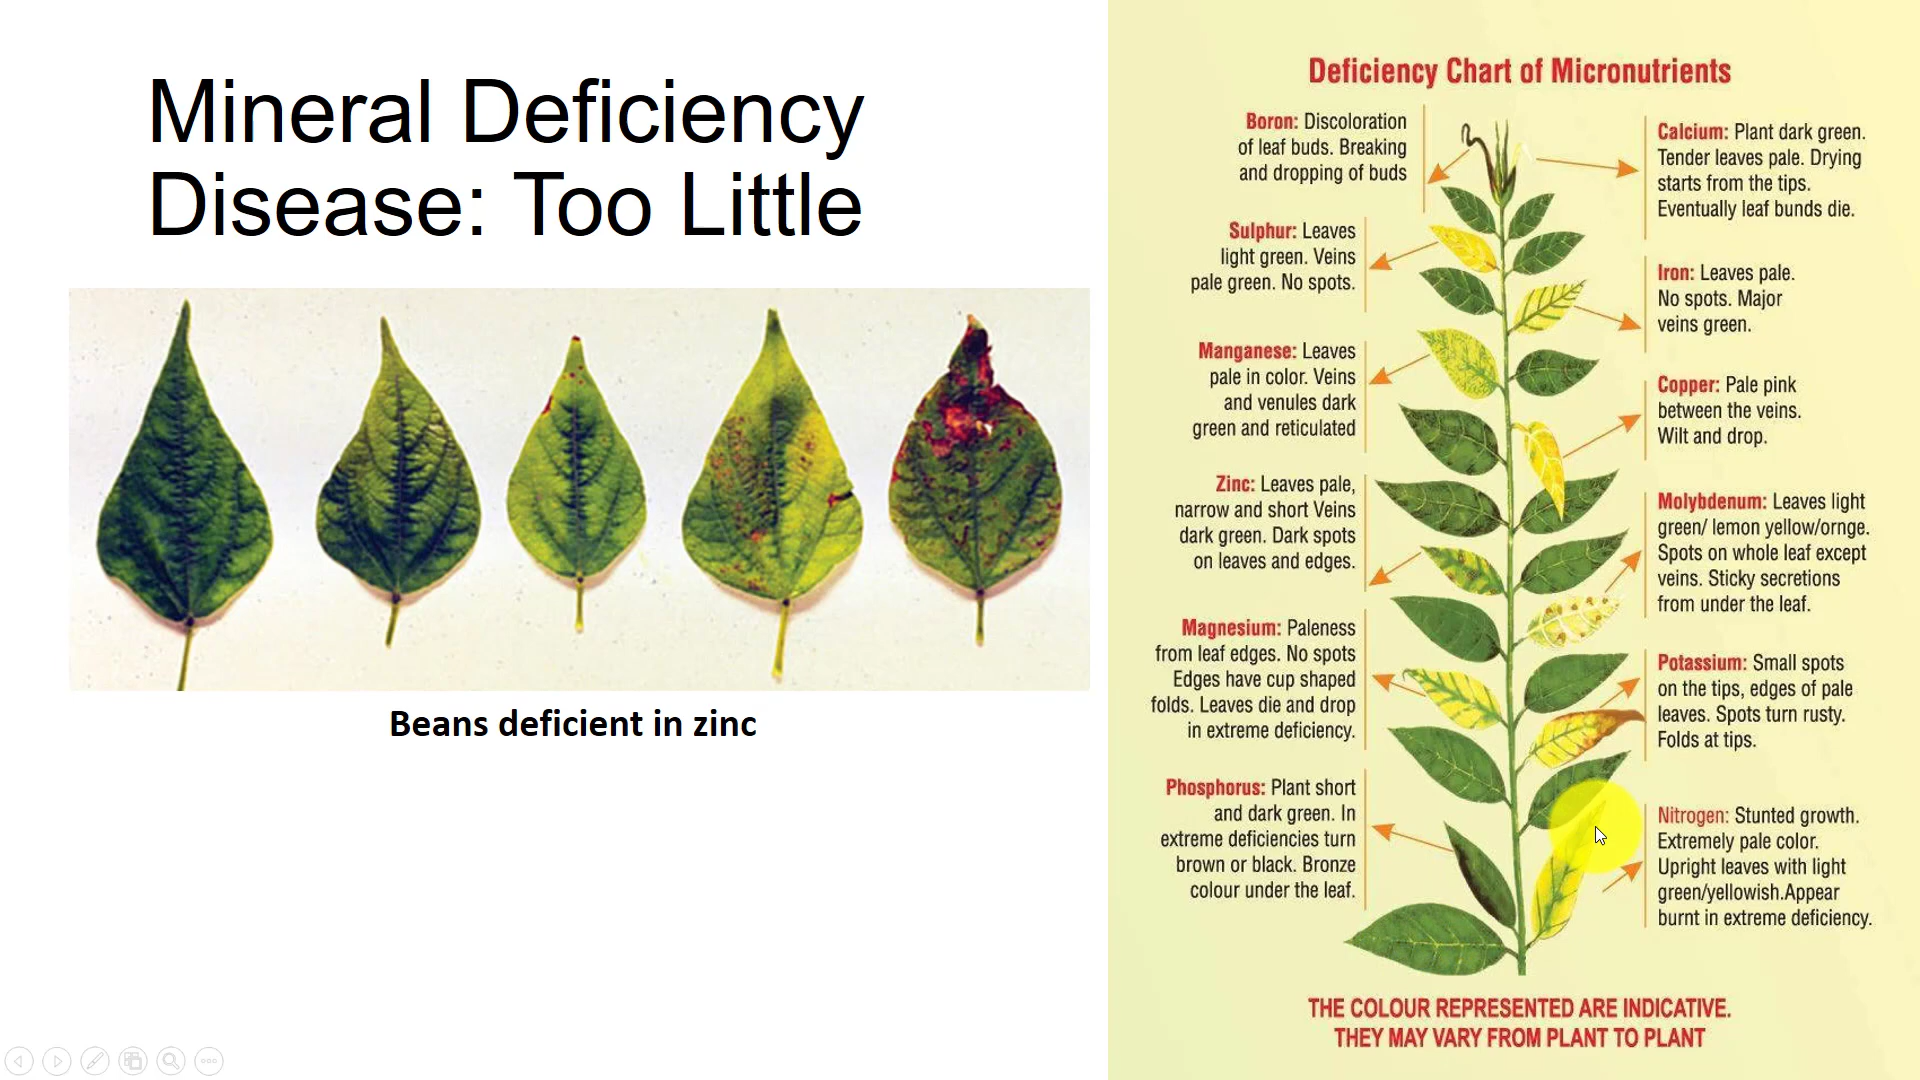 Mineral Deficiency
Disease: Too Little
Beans deficient in zinc
Deficiency Chart of Micronutrients
Boron: Discoloration
of leaf buds. Breaking
and dropping of buds
Sulphur: Leaves
light green. Veins
pale green. No spots.
Manganese: Leaves
pale in color. Veins
and venules dark
green and reticulated
Zinc: Leaves pale,
narrow and short Veins
dark green. Dark spots
on leaves and edges.
Magnesium: Paleness
from leaf edges. No spots
Edges have cup shaped
folds. Leaves die and drop
in extreme deficiency.
Phosphorus: Plant short
and dark green. In
extreme deficiencies turn
brown or black. Bronze
colour under the leaf.
Calcium: Plant dark green.
Tender leaves pale. Drying
starts from the tips.
Eventually leaf bunds die.
Iron: Leaves pale.
No spots. Major
veins green.
Copper: Pale pink
between the veins.
Wilt and drop.
Molybdenum: Leaves light
green/ lemon yellow/ornge.
Spots on whole leaf except
veins. Sticky secretions
from under the leaf.
Potassium: Small spots
on the tips, edges of pale
leaves. Spots turn rusty.
Folds at tips.
Nitrogen: Stunted growth.
Extremely pale color.
Upright leaves with light
green/yellowish.Appear
burnt in extreme deficiency.
THE COLOUR REPRESENTED ARE INDICATIVE.
THEY MAY VARY FROM PLANT TO PLANT